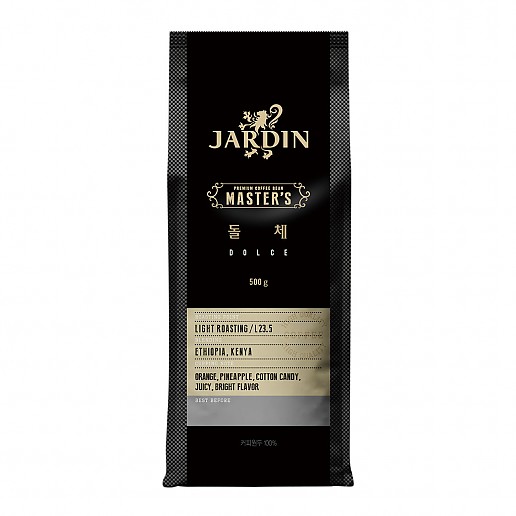 JARDIN
PREMIUM COFFEE BEAN
MASTER'S
돌 체
DOLCE
500 g
LIGHT ROASTING / L23.5
ETHIOPIA, KENYA
ORANGE, PINEAPPLE, COTTON CANDY,
JUICY, BRIGHT FLAVOR
BEST BEFORE
커피원두 100%